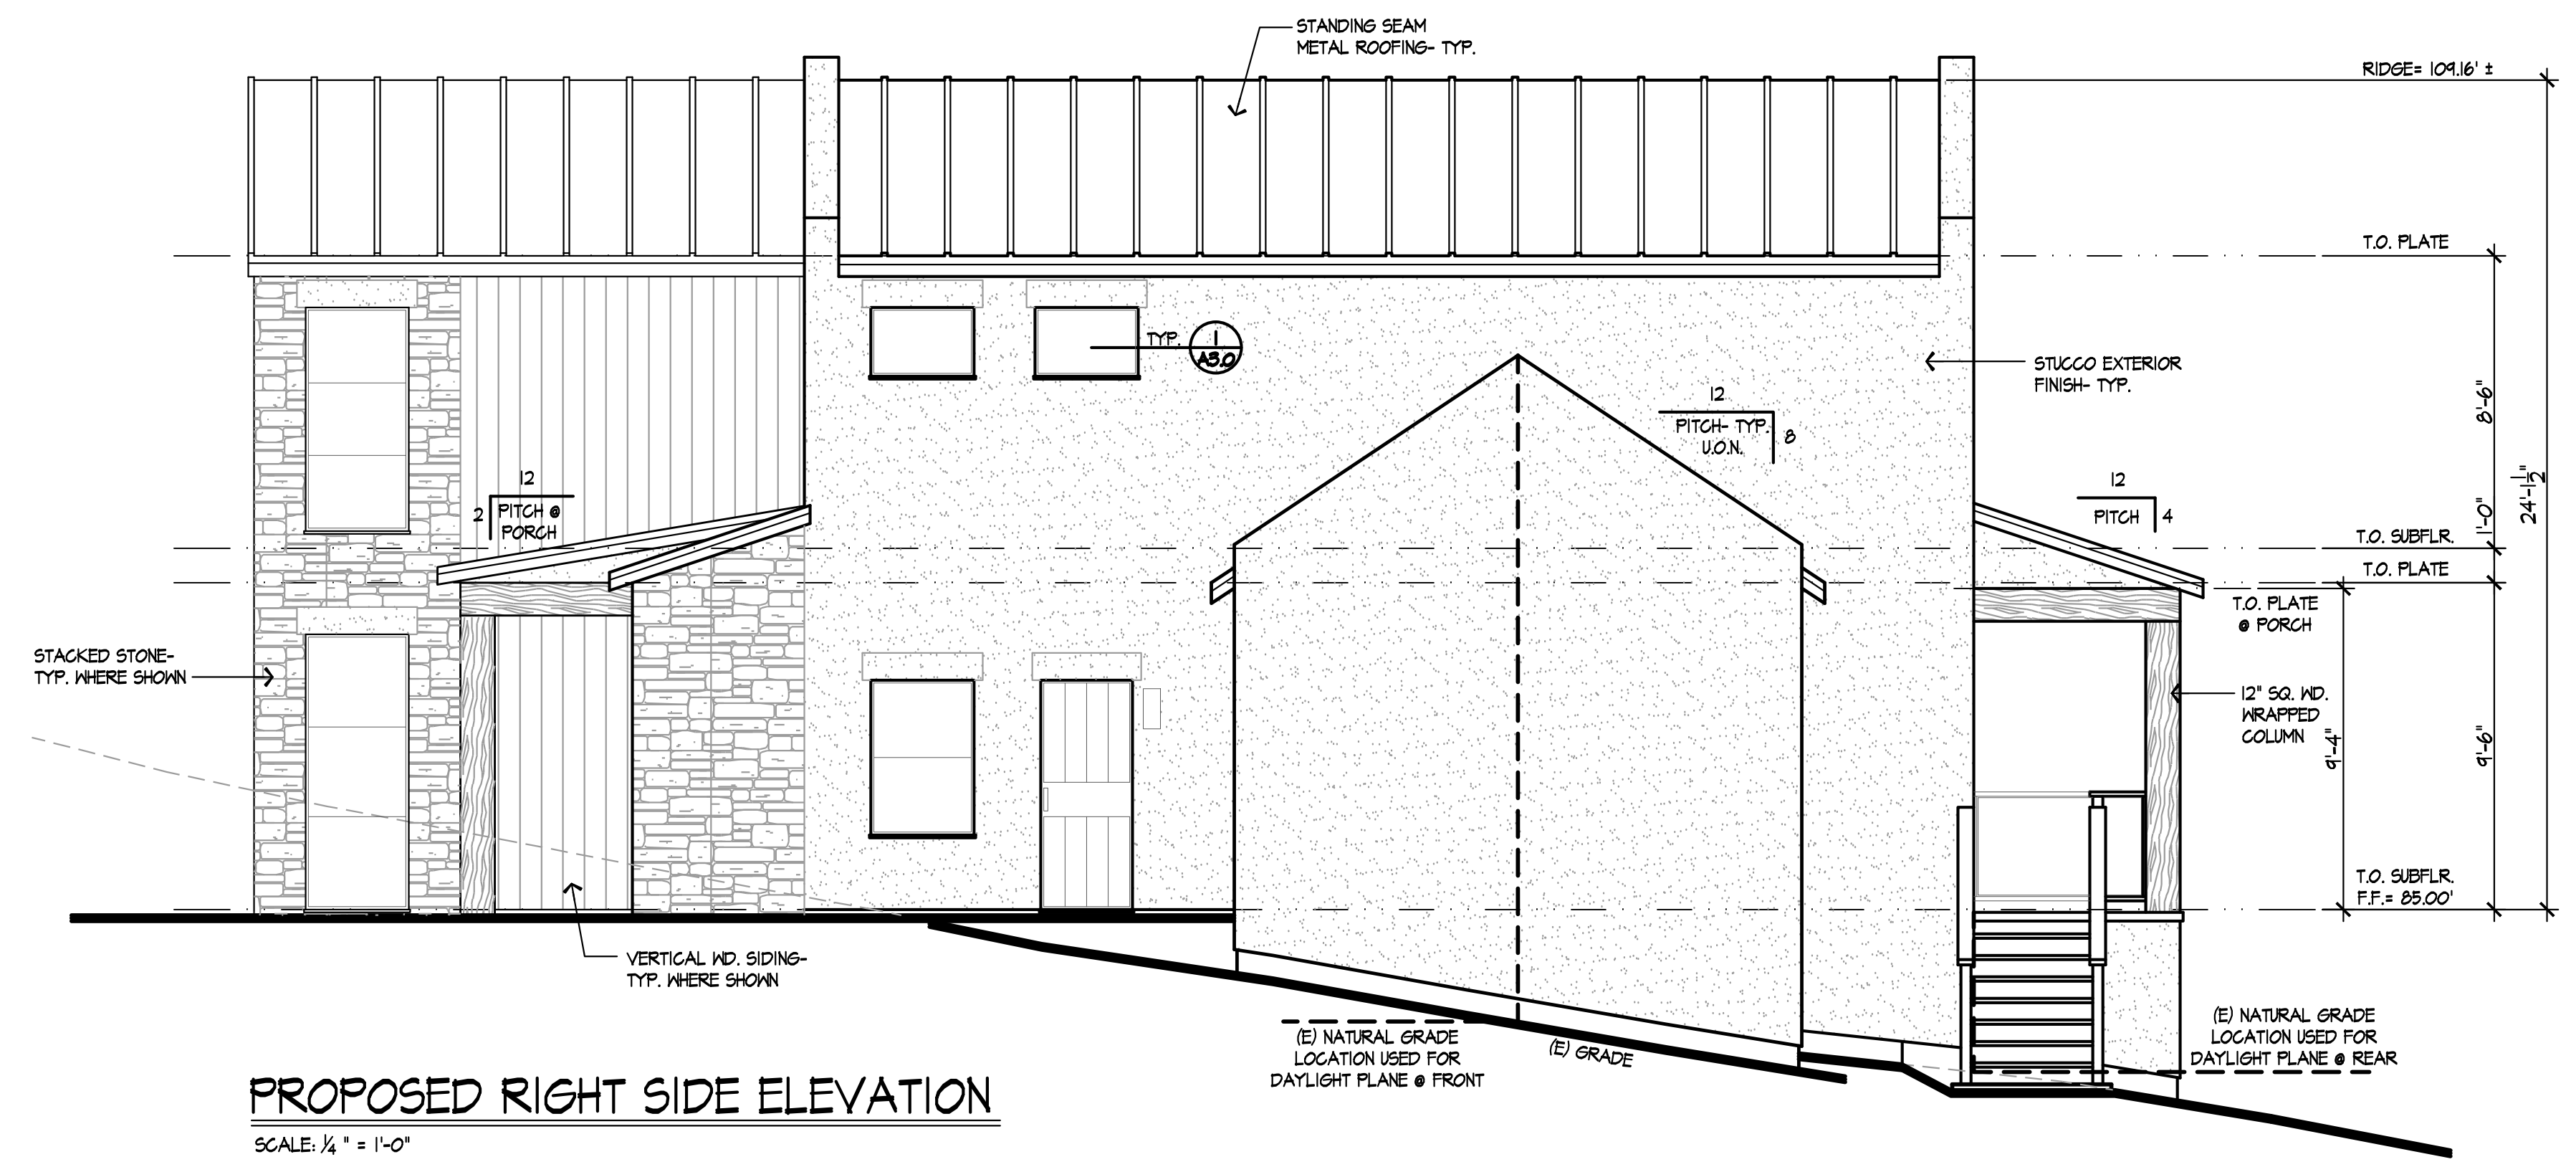 STANDING SEAM
METAL ROOFING- TYP.
RIDGE= 109.16' ±
T.O. PLATE
TYP.
1
A3.0
STUCCO EXTERIOR
FINISH- TYP.
12
PITCH- TYP.
U.O.N.
8
8'-6"
12
2
PITCH @
PORCH
12
PITCH
4
1'-0"
24'-1 1/2"
T.O. SUBFLR.
T.O. PLATE
T.O. PLATE
@ PORCH
STACKED STONE-
TYP. WHERE SHOWN
12" SQ. WD.
WRAPPED
COLUMN
9'-4"
9'-6"
T.O. SUBFLR.
F.F.= 85.00'
VERTICAL WD. SIDING-
TYP. WHERE SHOWN
(E) NATURAL GRADE
LOCATION USED FOR
DAYLIGHT PLANE @ FRONT
(E) GRADE
(E) NATURAL GRADE
LOCATION USED FOR
DAYLIGHT PLANE @ REAR
PROPOSED RIGHT SIDE ELEVATION
SCALE: 1/4 " = 1'-0"